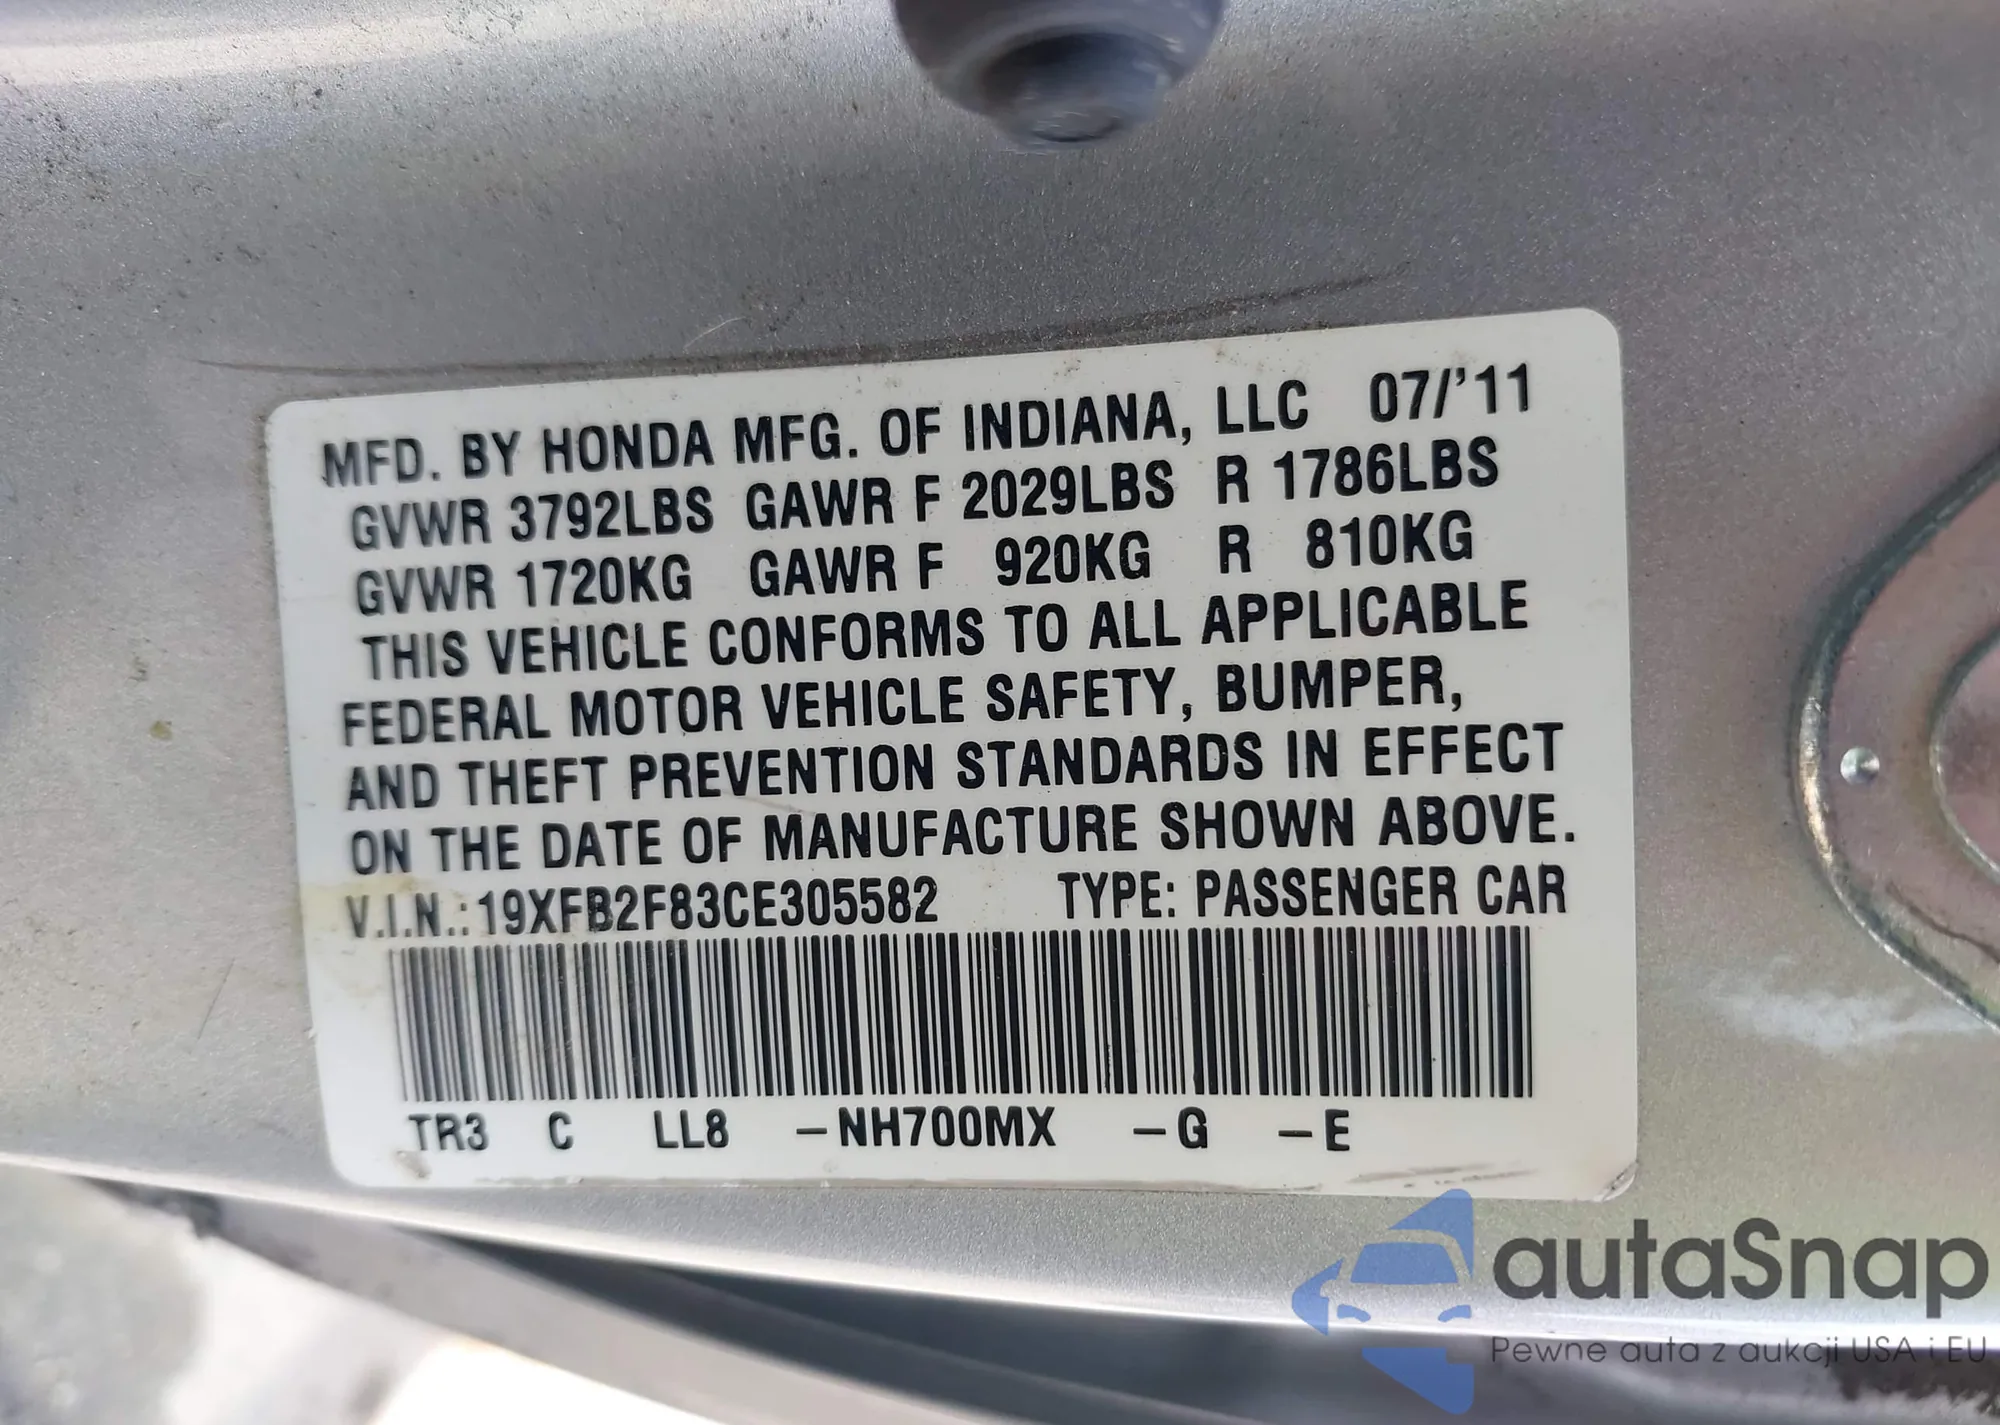 MFD. BY HONDA MFG. OF INDIANA, LLC 07/'11
GVWR 3792LBS GAWR F 2029LBS R 1786LBS
GVWR 1720KG GAWR F 920KG R 810KG
THIS VEHICLE CONFORMS TO ALL APPLICABLE
FEDERAL MOTOR VEHICLE SAFETY, BUMPER,
AND THEFT PREVENTION STANDARDS IN EFFECT
ON THE DATE OF MANUFACTURE SHOWN ABOVE.
V.I.N.: 19XFB2F83CE305582 TYPE: PASSENGER CAR
TR3 C LL8 –NH700MX –G –E
autaSnap
Pewne auta z aukcji USA i EU